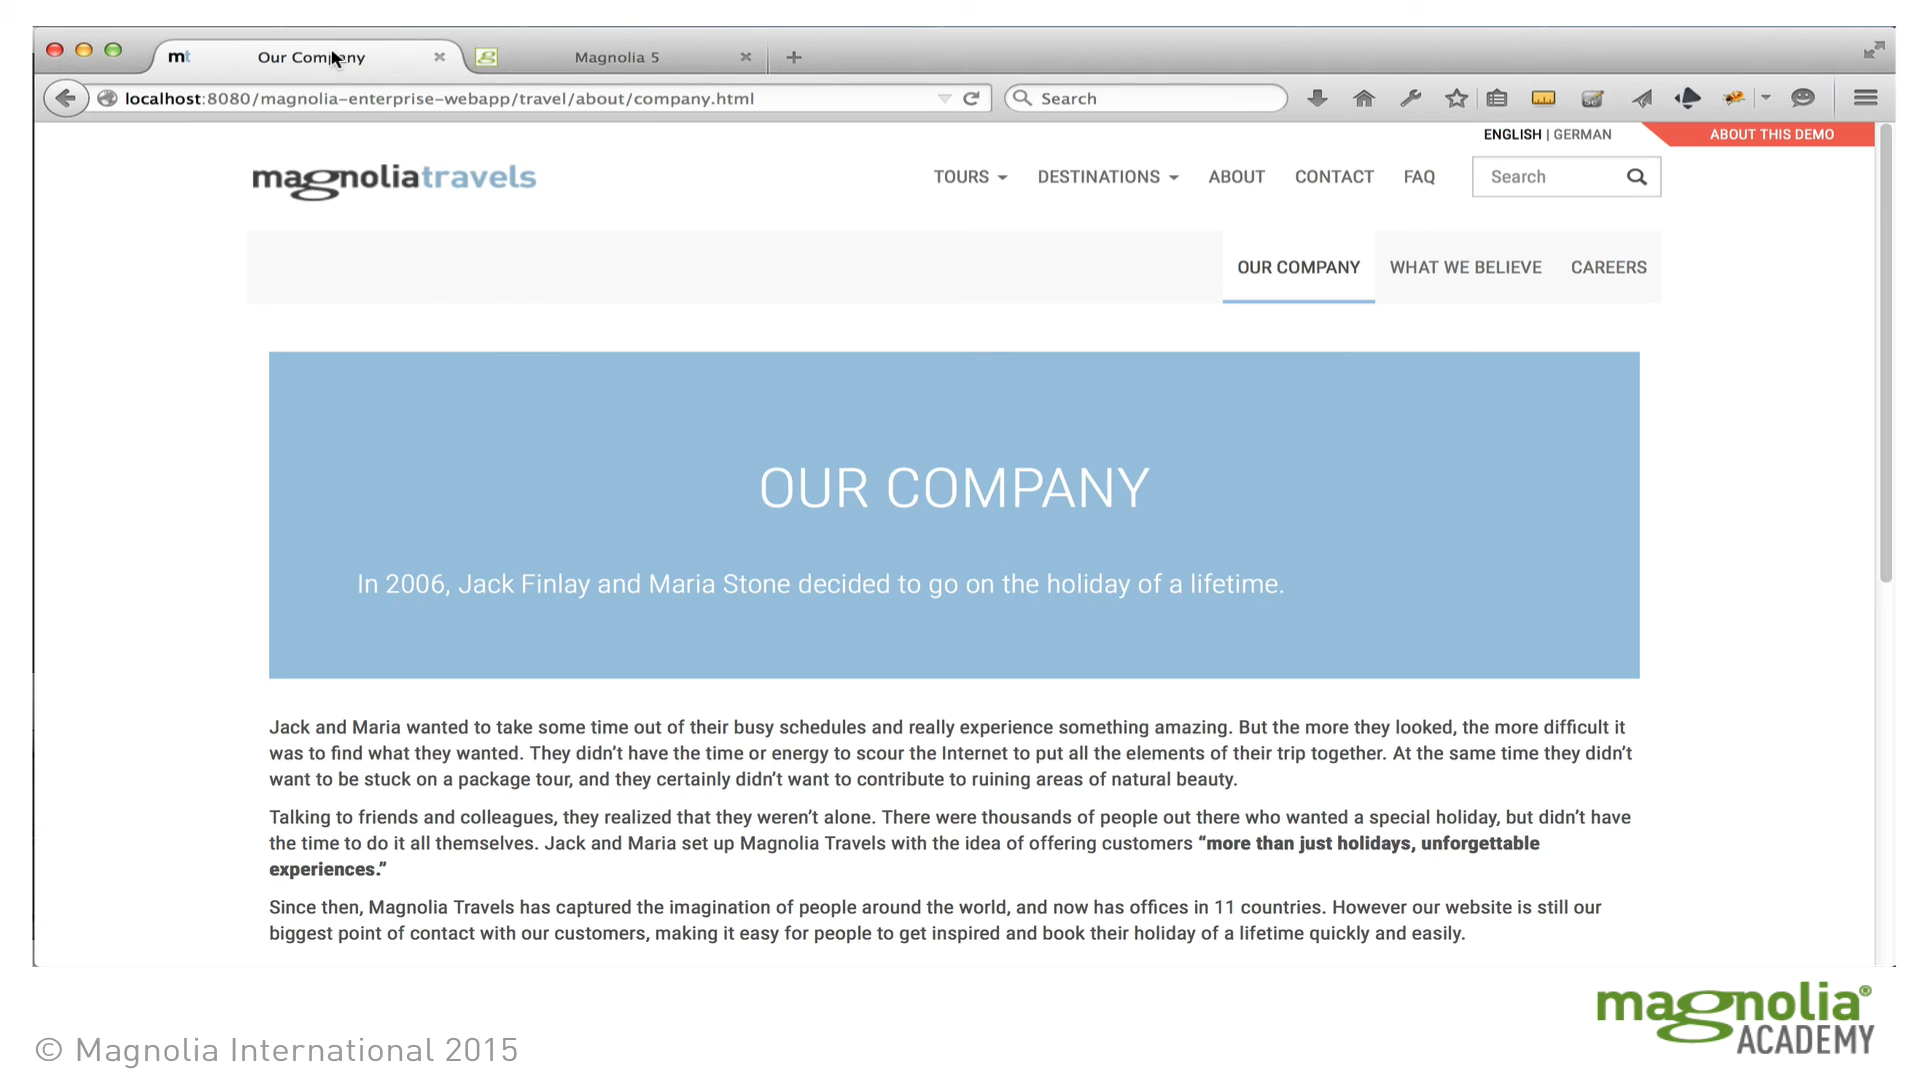 mt Our Company
Magnolia 5
localhost:8080/magnolia-enterprise-webapp/travel/about/company.html
Search
ENGLISH | GERMAN
ABOUT THIS DEMO
magnoliatravels
TOURS
DESTINATIONS
ABOUT
CONTACT
FAQ
Search
OUR COMPANY
WHAT WE BELIEVE
CAREERS
OUR COMPANY
In 2006, Jack Finlay and Maria Stone decided to go on the holiday of a lifetime.
Jack and Maria wanted to take some time out of their busy schedules and really experience something amazing. But the more they looked, the more difficult it
was to find what they wanted. They didn’t have the time or energy to scour the Internet to put all the elements of their trip together. At the same time they didn’t
want to be stuck on a package tour, and they certainly didn’t want to contribute to ruining areas of natural beauty.
Talking to friends and colleagues, they realized that they weren’t alone. There were thousands of people out there who wanted a special holiday, but didn’t have
the time to do it all themselves. Jack and Maria set up Magnolia Travels with the idea of offering customers “more than just holidays, unforgettable
experiences.”
Since then, Magnolia Travels has captured the imagination of people around the world, and now has offices in 11 countries. However our website is still our
biggest point of contact with our customers, making it easy for people to get inspired and book their holiday of a lifetime quickly and easily.
© Magnolia International 2015
magnolia®
ACADEMY